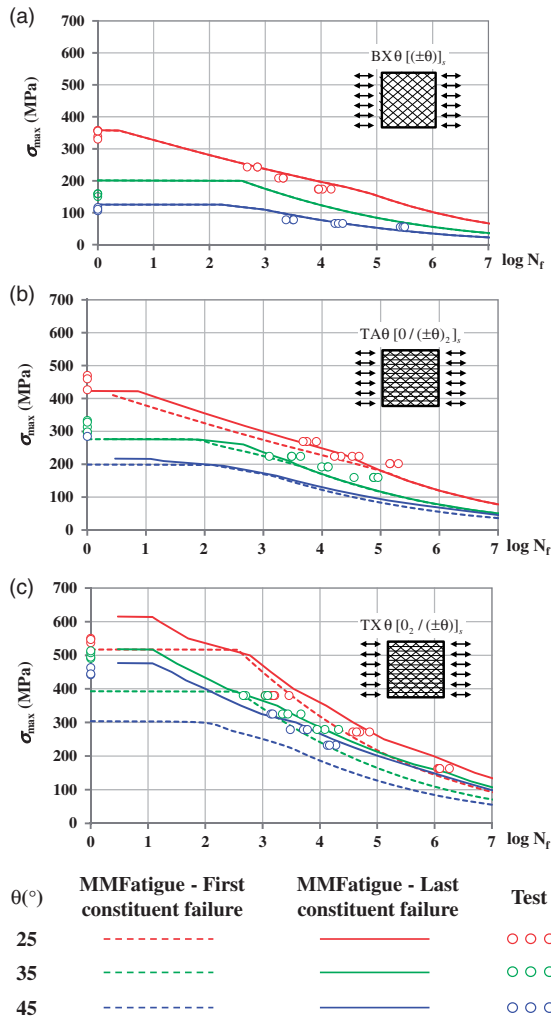 (a)
700
600
500
400
300
200
100
0
σmax (MPa)
BX θ [(±θ)]s
0 1 2 3 4 5 6 7
log Nf
(b)
700
600
500
400
300
200
100
0
σmax (MPa)
TA θ [0 / (±θ)2]s
0 1 2 3 4 5 6 7
log Nf
(c)
700
600
500
400
300
200
100
0
σmax (MPa)
TX θ [02 / (±θ)]s
0 1 2 3 4 5 6 7
log Nf
θ(°) MMFatigue - First constituent failure MMFatigue - Last constituent failure Test
25
35
45